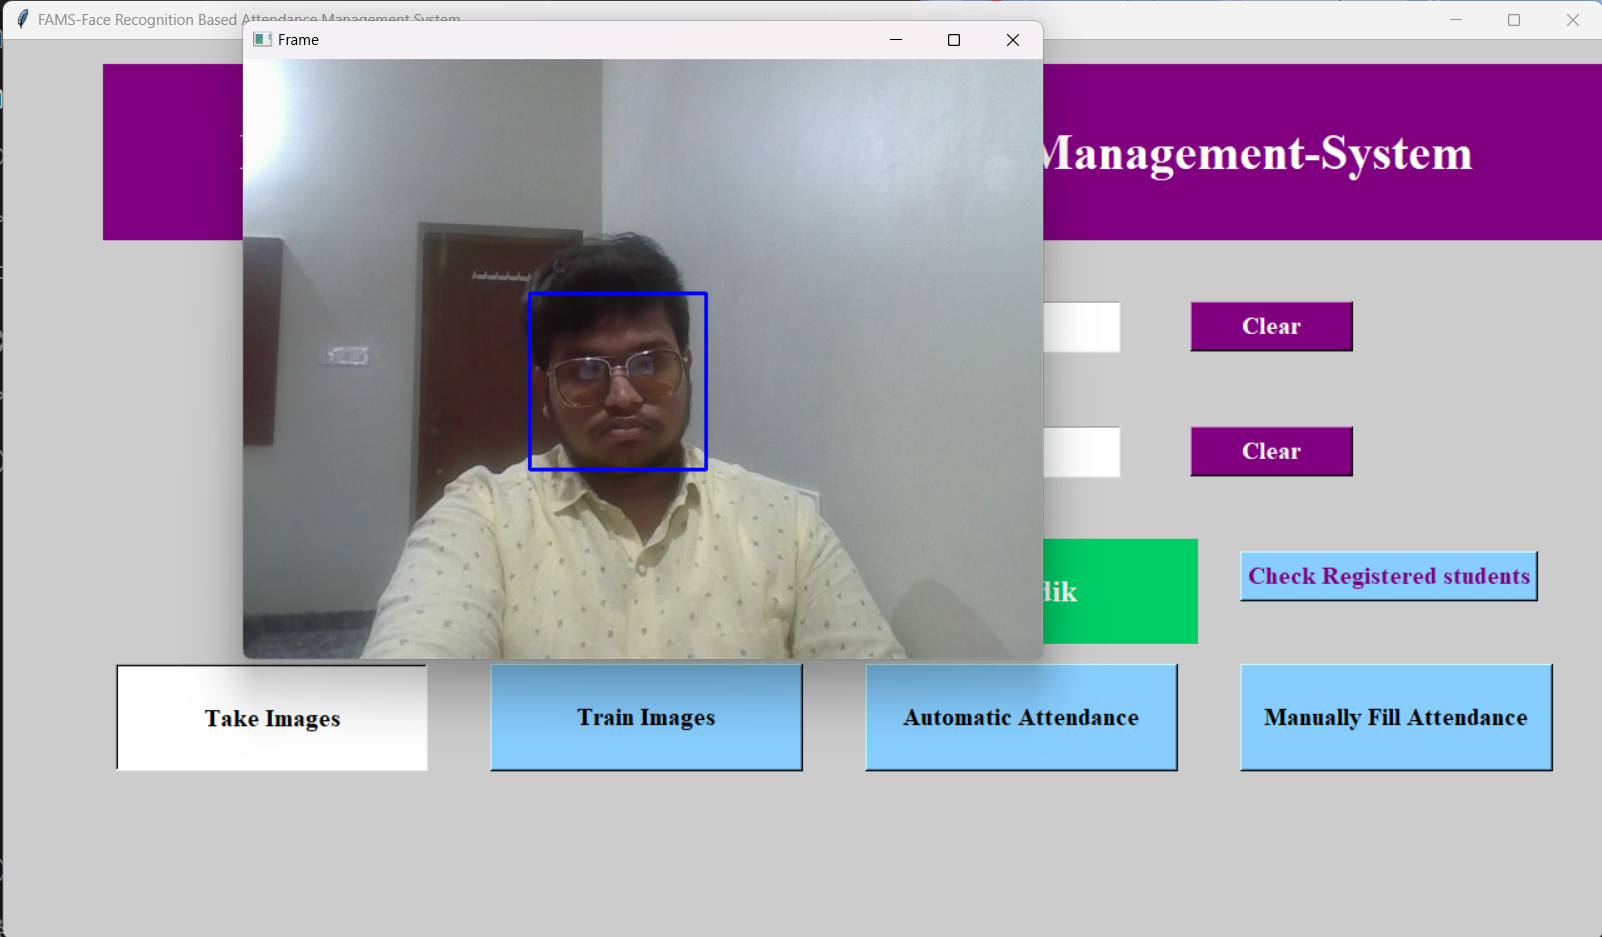 FAMS-Face Recognition Based Attendance Management System
Frame
Management-System
Clear
Clear
dik
Check Registered students
Take Images
Train Images
Automatic Attendance
Manually Fill Attendance